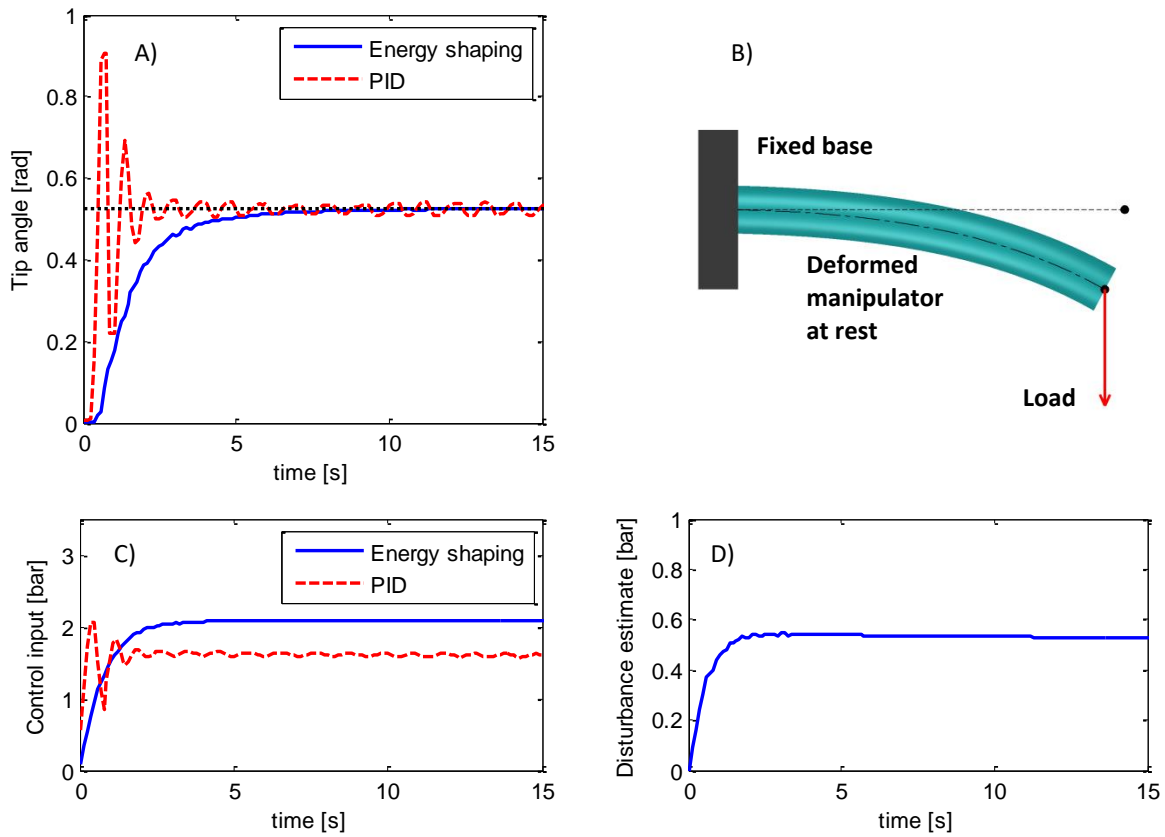 A)
Energy shaping
PID
Tip angle [rad]
1
0.8
0.6
0.4
0.2
0
0
5
10
15
time [s]
B)
Fixed base
Deformed
manipulator
at rest
Load
C)
Energy shaping
PID
Control input [bar]
3
2
1
0
0
5
10
15
time [s]
D)
Disturbance estimate [bar]
1
0.8
0.6
0.4
0.2
0
0
5
10
15
time [s]